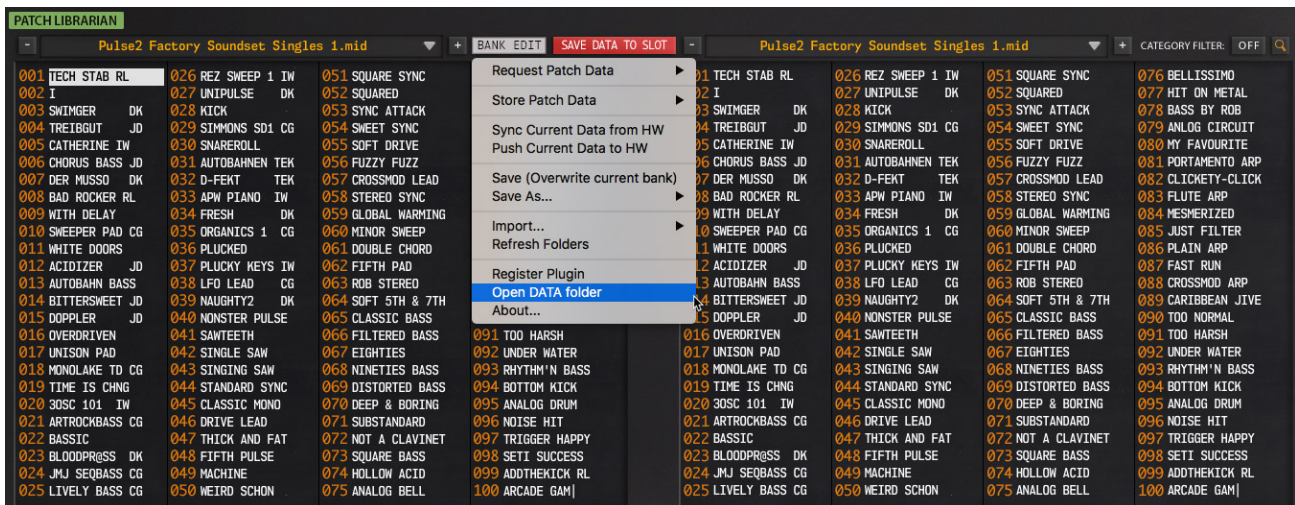 PATCH LIBRARIAN
- Pulse2 Factory Soundset Singles 1.mid + BANK EDIT SAVE DATA TO SLOT - Pulse2 Factory Soundset Singles 1.mid + CATEGORY FILTER: OFF
001 TECH STAB RL
002 I
003 SWIMGER DK
004 TREIBGUT JD
005 CATHERINE IW
006 CHORUS BASS JD
007 DER MUSSO DK
008 BAD ROCKER RL
009 WITH DELAY
010 SWEEPER PAD CG
011 WHITE DOORS
012 ACIDIZER JD
013 AUTOBAHN BASS
014 BITTERSWEET JD
015 DOPPLER JD
016 OVERDRIVEN
017 UNISON PAD
018 MONOLAKE TD CG
019 TIME IS CHNG
020 3OSC 101 IW
021 ARTROCKBASS CG
022 BASSIC
023 BLOODPR@SS DK
024 JMJ SEQBASS CG
025 LIVELY BASS CG
026 REZ SWEEP 1 IW
027 UNIPULSE DK
028 KICK
029 SIMMONS SD1 CG
030 SNAREROLL
031 AUTOBAHNEN TEK
032 D-FEKT TEK
033 APW PIANO IW
034 FRESH DK
035 ORGANICS 1 CG
036 PLUCKED
037 PLUCKY KEYS IW
038 LFO LEAD CG
039 NAUGHTY2 DK
040 NONSTER PULSE
041 SAWTEETH
042 SINGLE SAW
043 SINGING SAW
044 STANDARD SYNC
045 CLASSIC MONO
046 DRIVE LEAD
047 THICK AND FAT
048 FIFTH PULSE
049 MACHINE
050 WEIRD SCHON
051 SQUARE SYNC
052 SQUARED
053 SYNC ATTACK
054 SWEET SYNC
055 SOFT DRIVE
056 FUZZY FUZZ
057 CROSSMOD LEAD
058 STEREO SYNC
059 GLOBAL WARMING
060 MINOR SWEEP
061 DOUBLE CHORD
062 FIFTH PAD
063 ROB STEREO
064 SOFT 5TH & 7TH
065 CLASSIC BASS
066 FILTERED BASS
067 EIGHTIES
068 NINETIES BASS
069 DISTORTED BASS
070 DEEP & BORING
071 SUBSTANDARD
072 NOT A CLAVINET
073 SQUARE BASS
074 HOLLOW ACID
075 ANALOG BELL
Request Patch Data
Store Patch Data
Sync Current Data from HW
Push Current Data to HW
Save (Overwrite current bank)
Save As...
Import...
Refresh Folders
Register Plugin
Open DATA folder
About...
091 TOO HARSH
092 UNDER WATER
093 RHYTHM'N BASS
094 BOTTOM KICK
095 ANALOG DRUM
096 NOISE HIT
097 TRIGGER HAPPY
098 SETI SUCCESS
099 ADDTHEKICK RL
100 ARCADE GAM|
01 TECH STAB RL
02 I
03 SWIMGER DK
04 TREIBGUT JD
05 CATHERINE IW
06 CHORUS BASS JD
07 DER MUSSO DK
08 BAD ROCKER RL
09 WITH DELAY
10 SWEEPER PAD CG
11 WHITE DOORS
12 ACIDIZER JD
13 AUTOBAHN BASS
4 BITTERSWEET JD
15 DOPPLER JD
016 OVERDRIVEN
017 UNISON PAD
018 MONOLAKE TD CG
019 TIME IS CHNG
020 3OSC 101 IW
021 ARTROCKBASS CG
022 BASSIC
023 BLOODPR@SS DK
024 JMJ SEQBASS CG
025 LIVELY BASS CG
026 REZ SWEEP 1 IW
027 UNIPULSE DK
028 KICK
029 SIMMONS SD1 CG
030 SNAREROLL
031 AUTOBAHNEN TEK
032 D-FEKT TEK
033 APW PIANO IW
034 FRESH DK
035 ORGANICS 1 CG
036 PLUCKED
037 PLUCKY KEYS IW
038 LFO LEAD CG
039 NAUGHTY2 DK
040 NONSTER PULSE
041 SAWTEETH
042 SINGLE SAW
043 SINGING SAW
044 STANDARD SYNC
045 CLASSIC MONO
046 DRIVE LEAD
047 THICK AND FAT
048 FIFTH PULSE
049 MACHINE
050 WEIRD SCHON
051 SQUARE SYNC
052 SQUARED
053 SYNC ATTACK
054 SWEET SYNC
055 SOFT DRIVE
056 FUZZY FUZZ
057 CROSSMOD LEAD
058 STEREO SYNC
059 GLOBAL WARMING
060 MINOR SWEEP
061 DOUBLE CHORD
062 FIFTH PAD
063 ROB STEREO
064 SOFT 5TH & 7TH
065 CLASSIC BASS
066 FILTERED BASS
067 EIGHTIES
068 NINETIES BASS
069 DISTORTED BASS
070 DEEP & BORING
071 SUBSTANDARD
072 NOT A CLAVINET
073 SQUARE BASS
074 HOLLOW ACID
075 ANALOG BELL
076 BELLISSIMO
077 HIT ON METAL
078 BASS BY ROB
079 ANLOG CIRCUIT
080 MY FAVOURITE
081 PORTAMENTO ARP
082 CLICKETY-CLICK
083 FLUTE ARP
084 MESMERIZED
085 JUST FILTER
086 PLAIN ARP
087 FAST RUN
088 CROSSMOD ARP
089 CARIBBEAN JIVE
090 TOO NORMAL
091 TOO HARSH
092 UNDER WATER
093 RHYTHM'N BASS
094 BOTTOM KICK
095 ANALOG DRUM
096 NOISE HIT
097 TRIGGER HAPPY
098 SETI SUCCESS
099 ADDTHEKICK RL
100 ARCADE GAM|